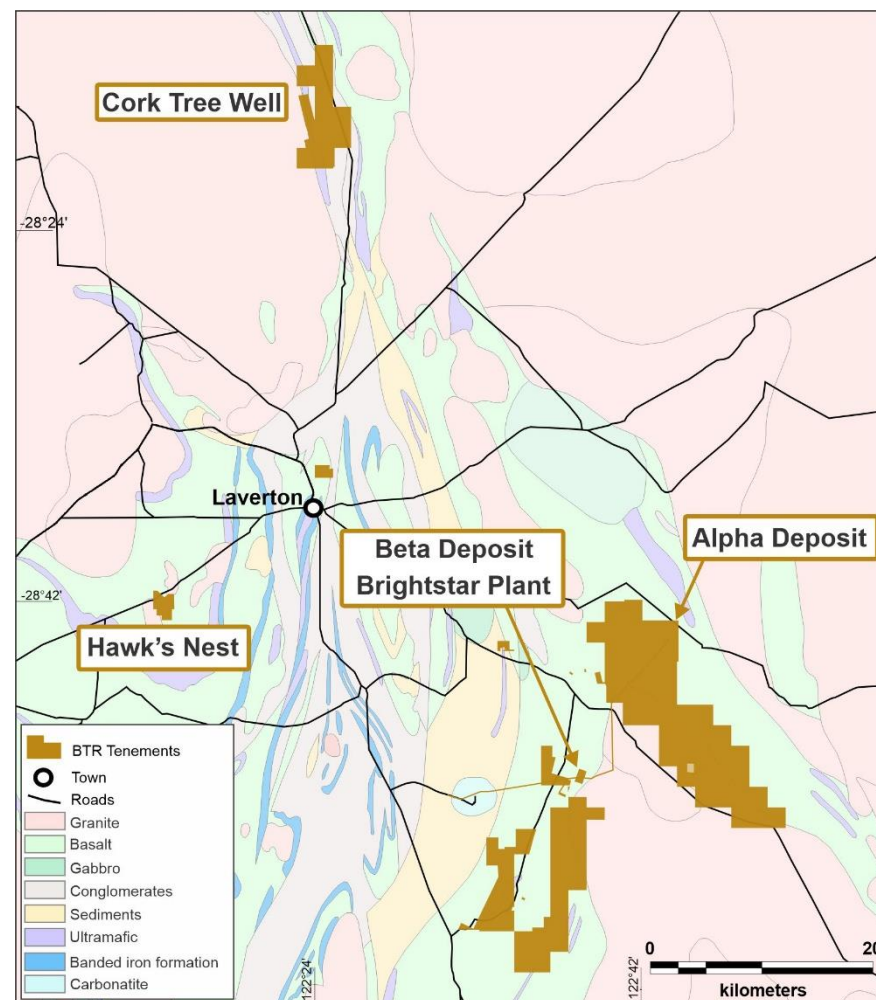 Cork Tree Well
-28°24'
Laverton
Beta Deposit
Brightstar Plant
Alpha Deposit
-28°42'
Hawk's Nest
BTR Tenements
Town
Roads
Granite
Basalt
Gabbro
Conglomerates
Sediments
Ultramafic
Banded iron formation
Carbonatite
122°24'
122°42'
0
20
kilometers